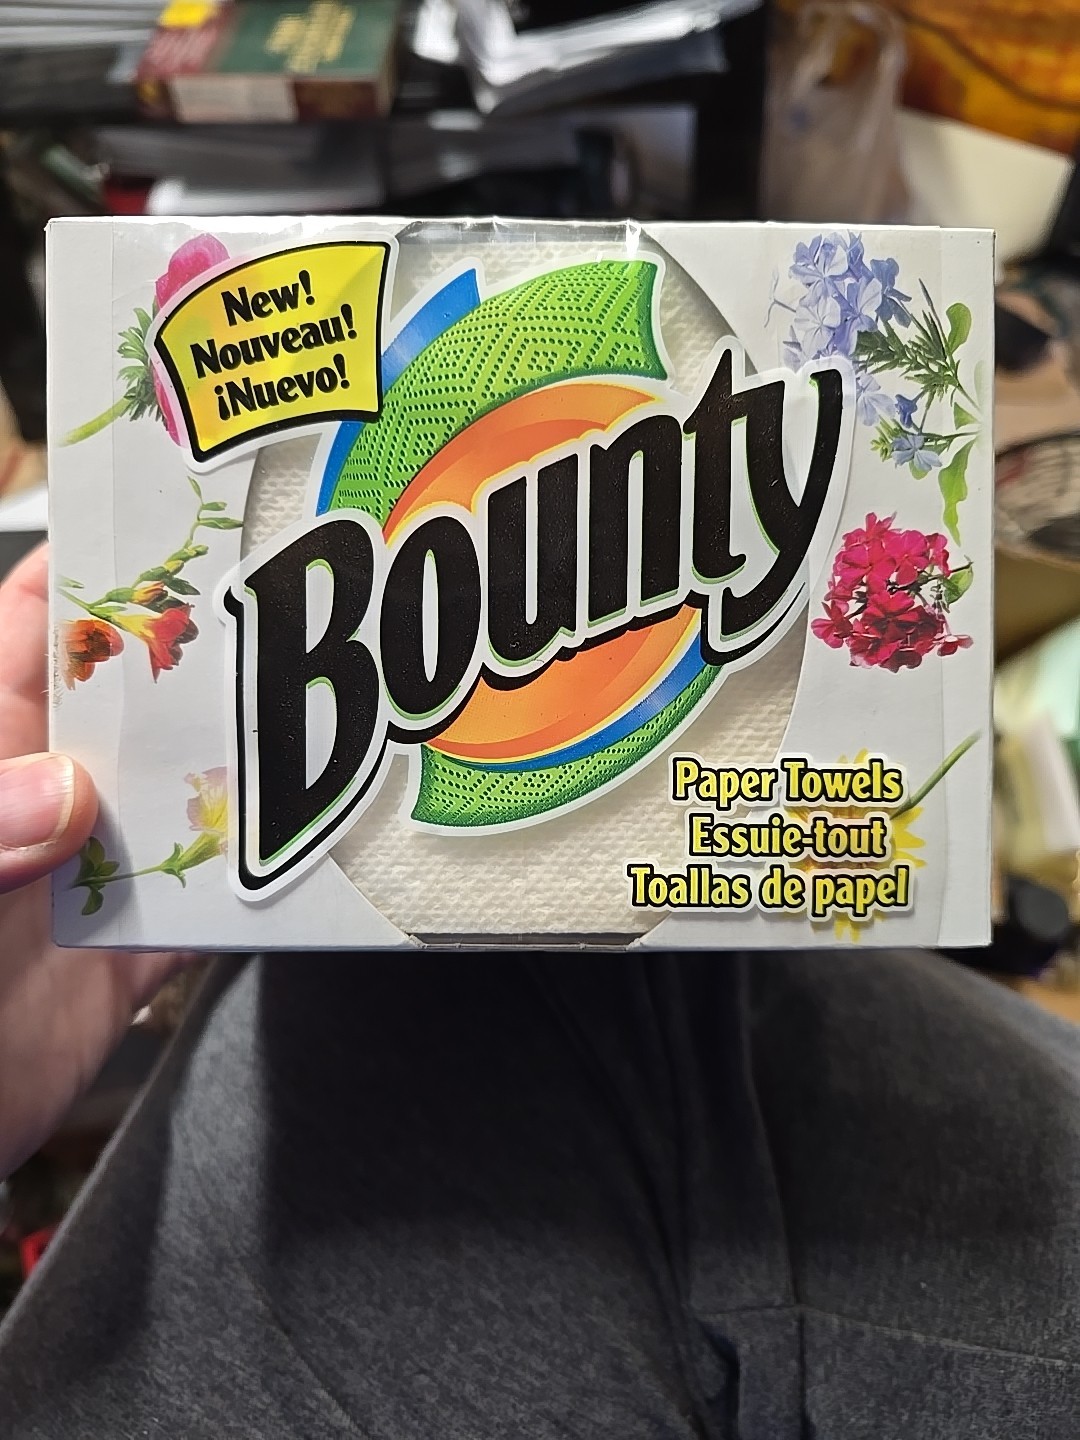 New!
Nouveau!
¡Nuevo!
Bounty
Paper Towels
Essuie-tout
Toallas de papel